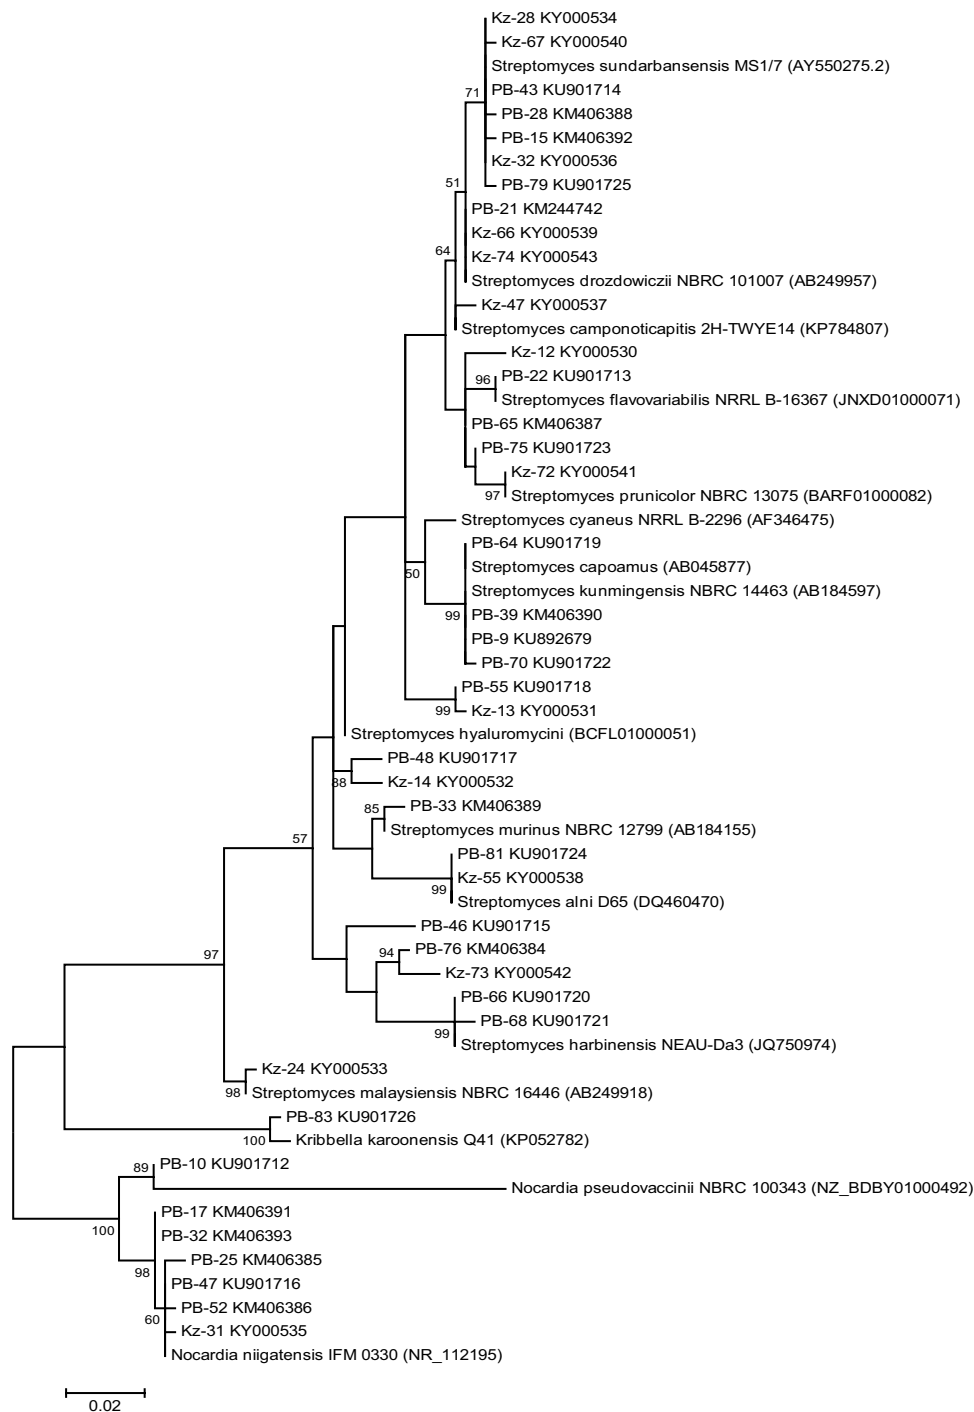 Kz-28 KY000534
Kz-67 KY000540
Streptomyces sundarbansensis MS1/7 (AY550275.2)
71
PB-43 KU901714
PB-28 KM406388
PB-15 KM406392
Kz-32 KY000536
51
PB-79 KU901725
PB-21 KM244742
Kz-66 KY000539
64
Kz-74 KY000543
Streptomyces drozdowiczii NBRC 101007 (AB249957)
Kz-47 KY000537
Streptomyces camponoticapitis 2H-TWYE14 (KP784807)
Kz-12 KY000530
96
PB-22 KU901713
Streptomyces flavovariabilis NRRL B-16367 (JNXD01000071)
PB-65 KM406387
PB-75 KU901723
Kz-72 KY000541
97
Streptomyces prunicolor NBRC 13075 (BARF01000082)
Streptomyces cyaneus NRRL B-2296 (AF346475)
PB-64 KU901719
50
Streptomyces capoamus (AB045877)
Streptomyces kunmingensis NBRC 14463 (AB184597)
99
PB-39 KM406390
PB-9 KU892679
PB-70 KU901722
PB-55 KU901718
99
Kz-13 KY000531
Streptomyces hyaluromycini (BCFL01000051)
PB-48 KU901717
88
Kz-14 KY000532
85
PB-33 KM406389
Streptomyces murinus NBRC 12799 (AB184155)
57
PB-81 KU901724
Kz-55 KY000538
99
Streptomyces alni D65 (DQ460470)
PB-46 KU901715
94
PB-76 KM406384
97
Kz-73 KY000542
PB-66 KU901720
PB-68 KU901721
99
Streptomyces harbinensis NEAU-Da3 (JQ750974)
Kz-24 KY000533
98
Streptomyces malaysiensis NBRC 16446 (AB249918)
PB-83 KU901726
100
Kribbella karoonensis Q41 (KP052782)
89
PB-10 KU901712
Nocardia pseudovaccinii NBRC 100343 (NZ_BDBY01000492)
PB-17 KM406391
100
PB-32 KM406393
PB-25 KM406385
98
PB-47 KU901716
PB-52 KM406386
60
Kz-31 KY000535
Nocardia niigatensis IFM 0330 (NR_112195)
0.02